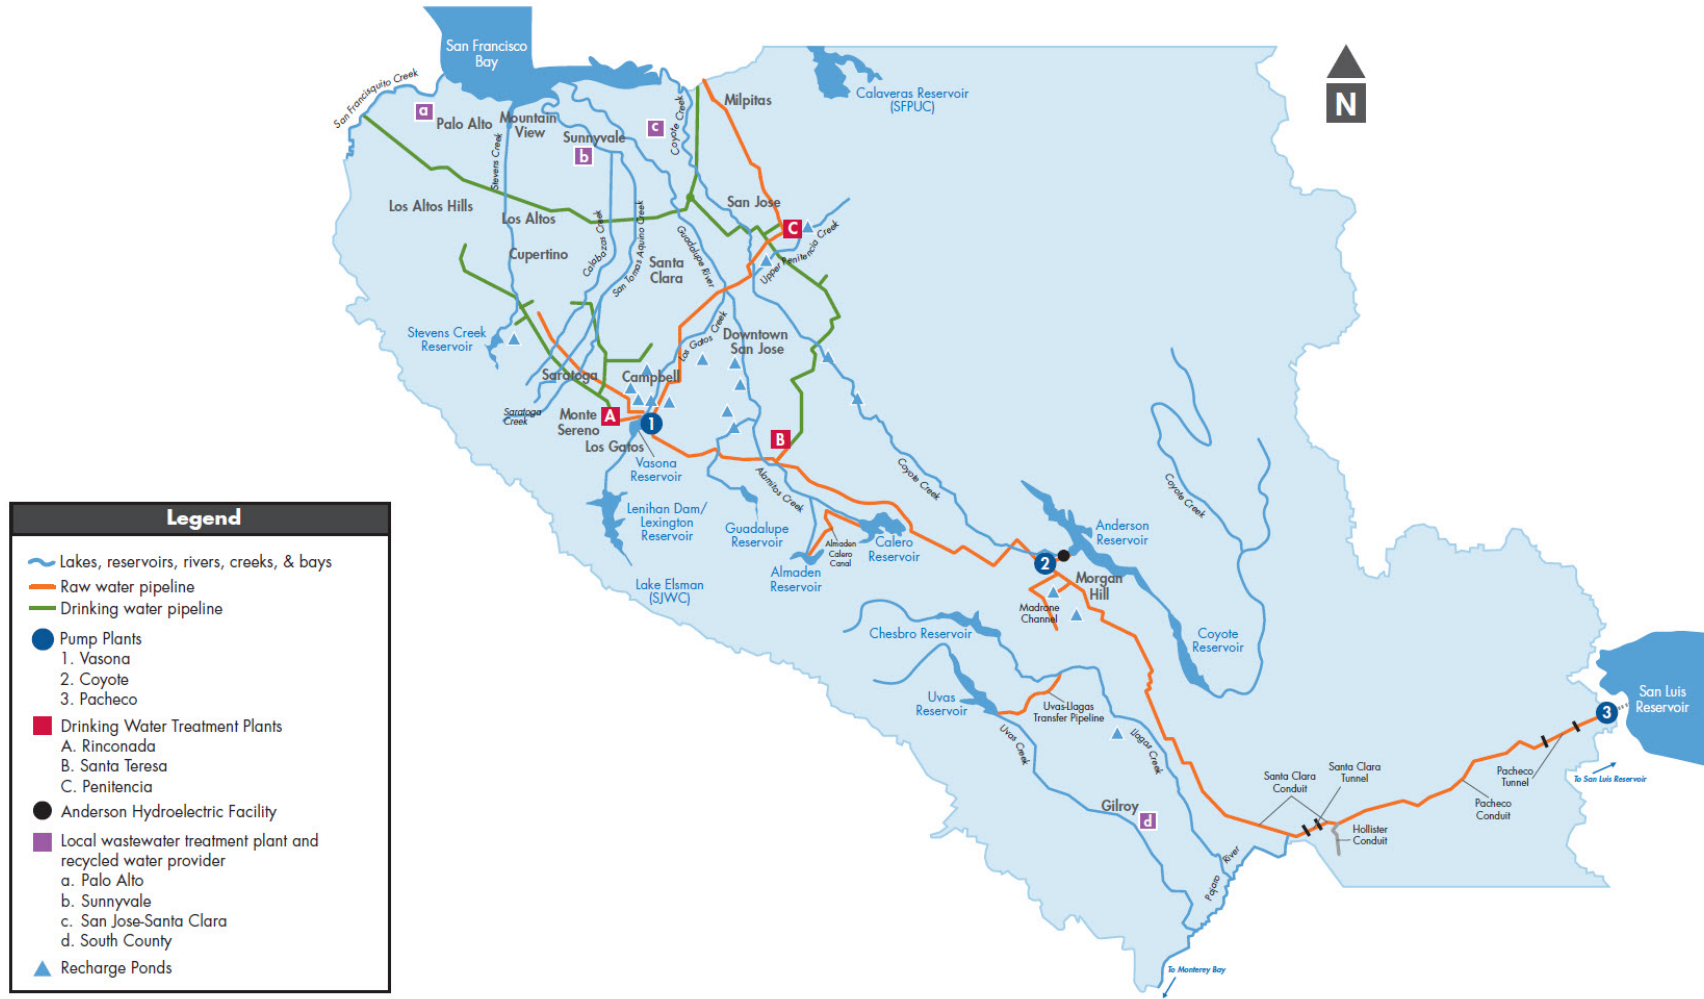 San Francisco
Bay
San Francisquito Creek
a
Palo Alto
Mountain
View
Sunnyvale
b
c
Coyote Creek
Milpitas
Calaveras Reservoir
(SFPUC)
N
Stevens Creek
Los Altos Hills
Los Altos
Cupertino
Calabazas Creek
San Tomas Aquino Creek
Santa
Clara
Guadalupe River
San Jose
C
Upper Penitencia Creek
Stevens Creek
Reservoir
Los Gatos Creek
Downtown
San Jose
Saratoga
Campbell
Saratoga
Creek
Monte
Sereno
A
1
Los Gatos
B
Vasona
Reservoir
Alamitos Creek
Coyote Creek
Coyote Creek
Lenihan Dam/
Lexington
Reservoir
Guadalupe
Reservoir
Almaden
Calero
Canal
Calero
Reservoir
Almaden
Reservoir
Lake Elsman
(SJWC)
Anderson
Reservoir
2
Morgan
Hill
Madrone
Channel
Chesbro Reservoir
Coyote
Reservoir
Uvas
Reservoir
Uvas-Llagas
Transfer Pipeline
Uvas Creek
Llagas Creek
San Luis
Reservoir
3
To San Luis Reservoir
Pacheco
Tunnel
Pacheco
Conduit
Santa Clara
Conduit
Santa Clara
Tunnel
Hollister
Conduit
Gilroy
d
Pajaro River
To Monterey Bay
Legend
Lakes, reservoirs, rivers, creeks, & bays
Raw water pipeline
Drinking water pipeline
Pump Plants
1. Vasona
2. Coyote
3. Pacheco
Drinking Water Treatment Plants
A. Rinconada
B. Santa Teresa
C. Penitencia
Anderson Hydroelectric Facility
Local wastewater treatment plant and
recycled water provider
a. Palo Alto
b. Sunnyvale
c. San Jose-Santa Clara
d. South County
Recharge Ponds